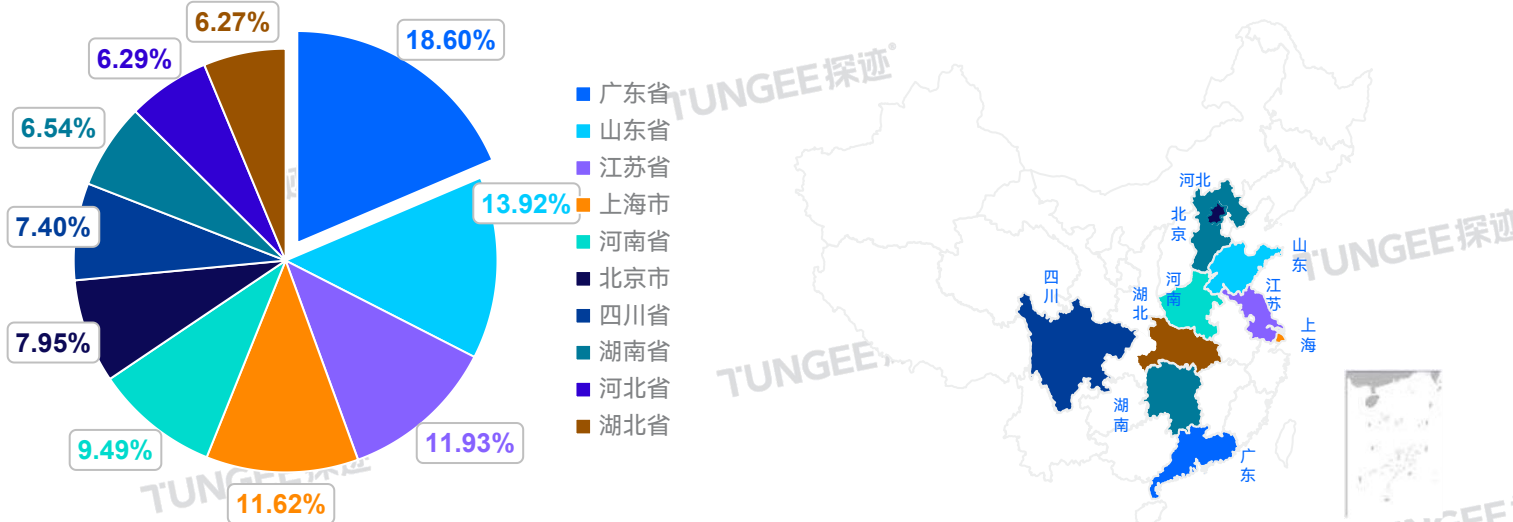 6.27%
18.60%
6.29%
6.54%
13.92%
7.40%
7.95%
9.49%
11.93%
11.62%
广东省
山东省
江苏省
上海市
河南省
北京市
四川省
湖南省
河北省
湖北省
TUNGEE探迹
河北
北京
山东
四川
河南
湖北
江苏
上海
湖南
广东
TUNGEE探迹
TUNGEE